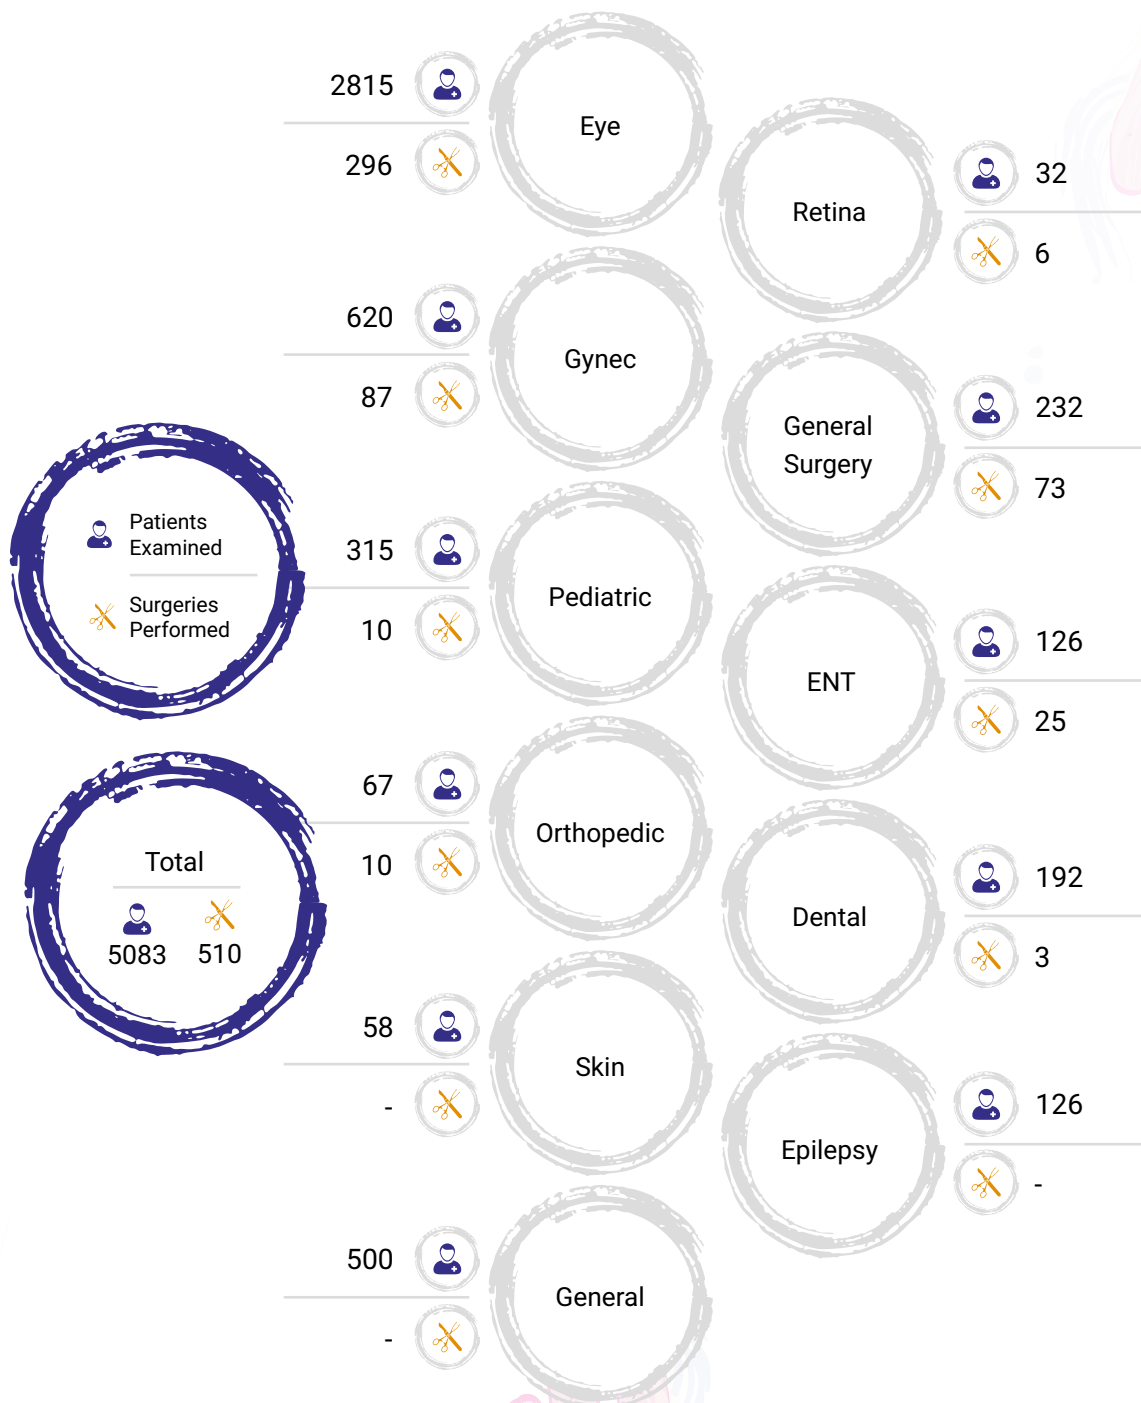 2815
296
Eye
Retina
32
6
620
87
Gynec
General
Surgery
232
73
Patients
Examined
Surgeries
Performed
315
10
Pediatric
ENT
126
25
Total
5083 510
67
10
Orthopedic
Dental
192
3
58
-
Skin
Epilepsy
126
-
500
-
General